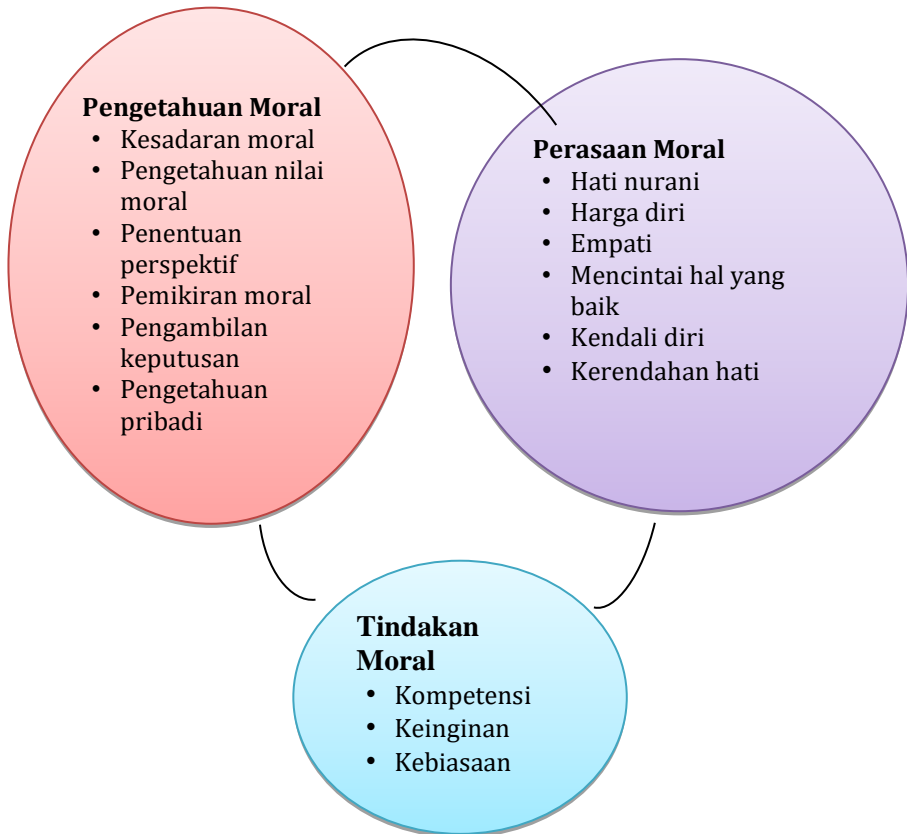 Pengetahuan Moral
• Kesadaran moral
• Pengetahuan nilai
moral
• Penentuan
perspektif
• Pemikiran moral
• Pengambilan
keputusan
• Pengetahuan
pribadi
Perasaan Moral
• Hati nurani
• Harga diri
• Empati
• Mencintai hal yang
baik
• Kendali diri
• Kerendahan hati
Tindakan
Moral
• Kompetensi
• Keinginan
• Kebiasaan